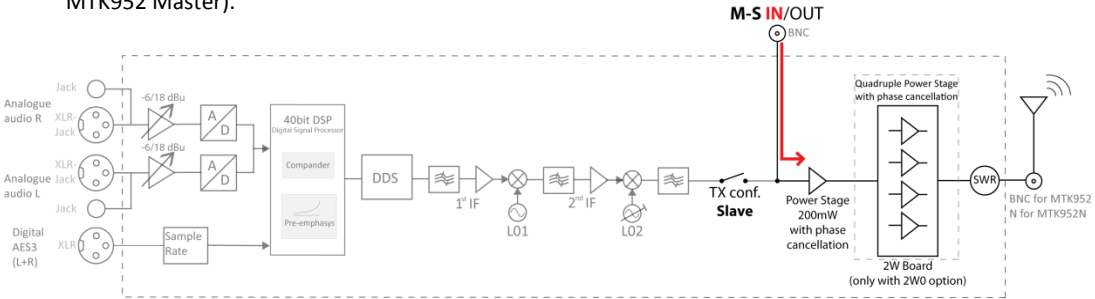 MTK952 Master).
M-S IN/OUT
BNC
Jack
Analogue
audio R
XLR-
Jack
-6/18 dBu
A
D
XLR-
Jack
Analogue
audio L
Jack
-6/18 dBu
A
D
Digital
AES3
(L+R)
XLR
Sample
Rate
40bit DSP
Digital Signal Processor
Compander
Pre-emphasys
DDS
1st IF
LO1
2nd IF
LO2
TX conf.
Slave
Power Stage
200mW
with phase
cancellation
Quadruple Power Stage
with phase cancellation
2W Board
(only with 2W0 option)
SWR
BNC for MTK952
N for MTK952N